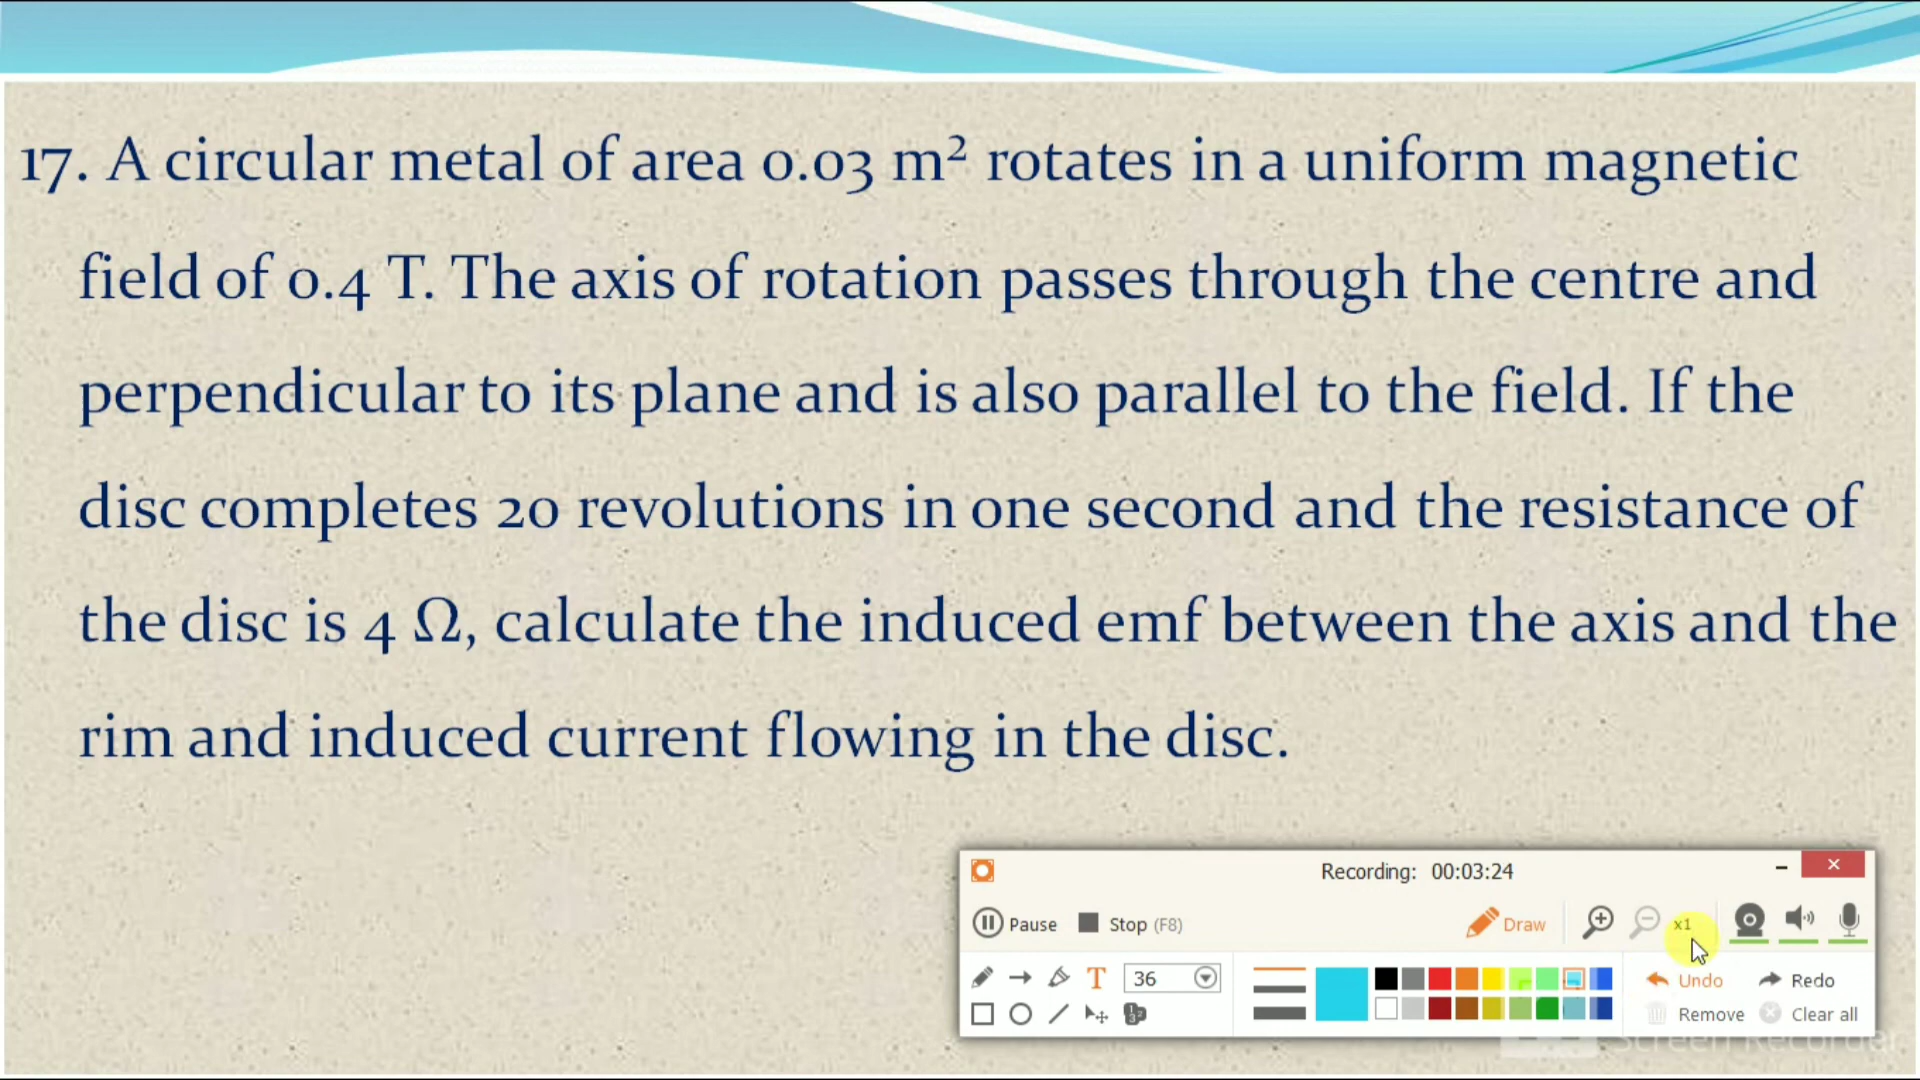 17. A circular metal of area 0.03 m² rotates in a uniform magnetic
field of 0.4 T. The axis of rotation passes through the centre and
perpendicular to its plane and is also parallel to the field. If the
disc completes 20 revolutions in one second and the resistance of
the disc is 4 Ω, calculate the induced emf between the axis and the
rim and induced current flowing in the disc.
Recording: 00:03:24
Pause Stop (F8) Draw x1
T 36 Undo Redo
Remove Clear all
Screen Recorder